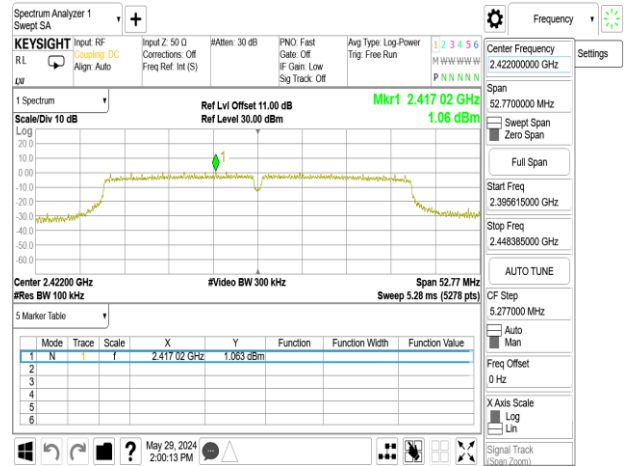 Spectrum Analyzer 1
Swept SA
Frequency
KEYSIGHT
RL
Input: RF
Coupling: DC
Align: Auto
Input Z: 50 Ω
Corrections: Off
Freq Ref: Int (S)
#Atten: 30 dB
PNO: Fast
Gate: Off
IF Gain: Low
Sig Track: Off
Avg Type: Log-Power
Trig: Free Run
1 2 3 4 5 6
M W W W W W
P N N N N N
1 Spectrum
Scale/Div 10 dB
Ref Lvl Offset 11.00 dB
Ref Level 30.00 dBm
Mkr1 2.417 02 GHz
1.06 dBm
Log
20.0
10.0
0.00
-10.0
-20.0
-30.0
-40.0
-50.0
-60.0
1
Center 2.42200 GHz
#Res BW 100 kHz
#Video BW 300 kHz
Span 52.77 MHz
Sweep 5.28 ms (5278 pts)
5 Marker Table
Mode Trace Scale X Y Function Function Width Function Value
1 N 1 f 2.417 02 GHz 1.063 dBm
2
3
4
5
6
?
May 29, 2024
2:00:13 PM
Center Frequency
2.422000000 GHz
Settings
Span
52.7700000 MHz
Swept Span
Zero Span
Full Span
Start Freq
2.395615000 GHz
Stop Freq
2.448385000 GHz
AUTO TUNE
CF Step
5.277000 MHz
Auto
Man
Freq Offset
0 Hz
X Axis Scale
Log
Lin
Signal Track
(Span Zoom)